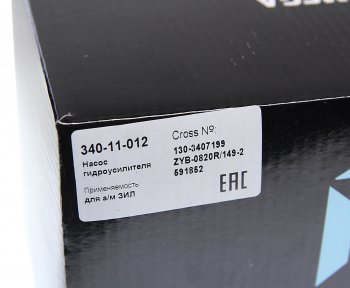 340-11-012
Насос
гидроусилителя
Применяемость
для а/м ЗИЛ
Cross №:
130-3407199
ZYB-0820R/149-2
591852
EAC